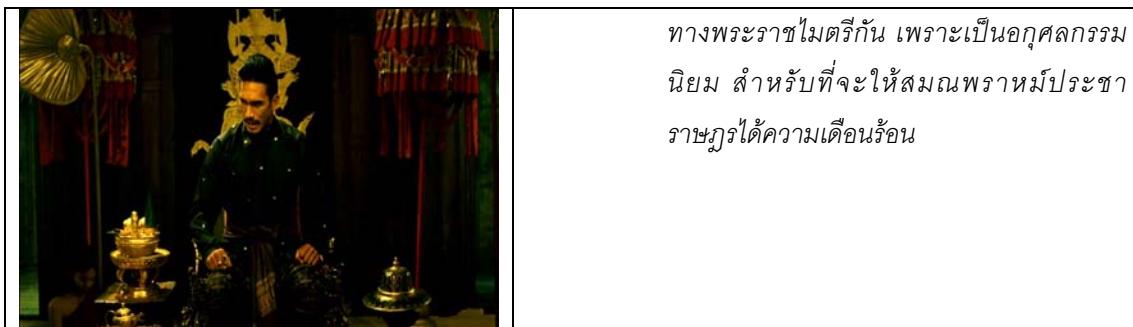 ทางพระราชไมตรีกัน เพราะเป็นอกุศลกรรม
นิยม สำหรับที่จะให้สมณพราหม์ประชา
ราษฎรได้ความเดือนร้อน